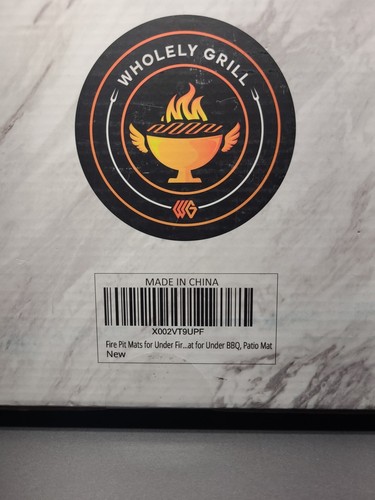 WHOLELY GRILL
WG
MADE IN CHINA
X002VT9UPF
Fire Pit Mats for Under Fir...at for Under BBQ, Patio Mat
New